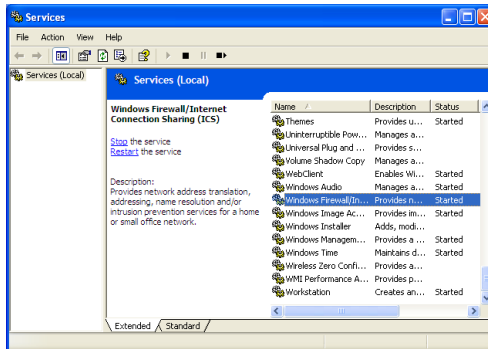 Services
File Action View Help
Services (Local)
Services (Local)
Windows Firewall/Internet
Connection Sharing (ICS)
Stop the service
Restart the service
Description:
Provides network address translation,
addressing, name resolution and/or
intrusion prevention services for a home
or small office network.
Name Description Status
Themes Provides u... Started
Uninterruptible Pow... Manages a...
Universal Plug and ... Provides s...
Volume Shadow Copy Manages a...
WebClient Enables Wi... Started
Windows Audio Manages a... Started
Windows Firewall/In... Provides n... Started
Windows Image Ac... Provides im... Started
Windows Installer Adds, modi...
Windows Managem... Provides a ... Started
Windows Time Maintains d... Started
Wireless Zero Confi... Provides a...
WMI Performance A... Provides p...
Workstation Creates an... Started
Extended Standard